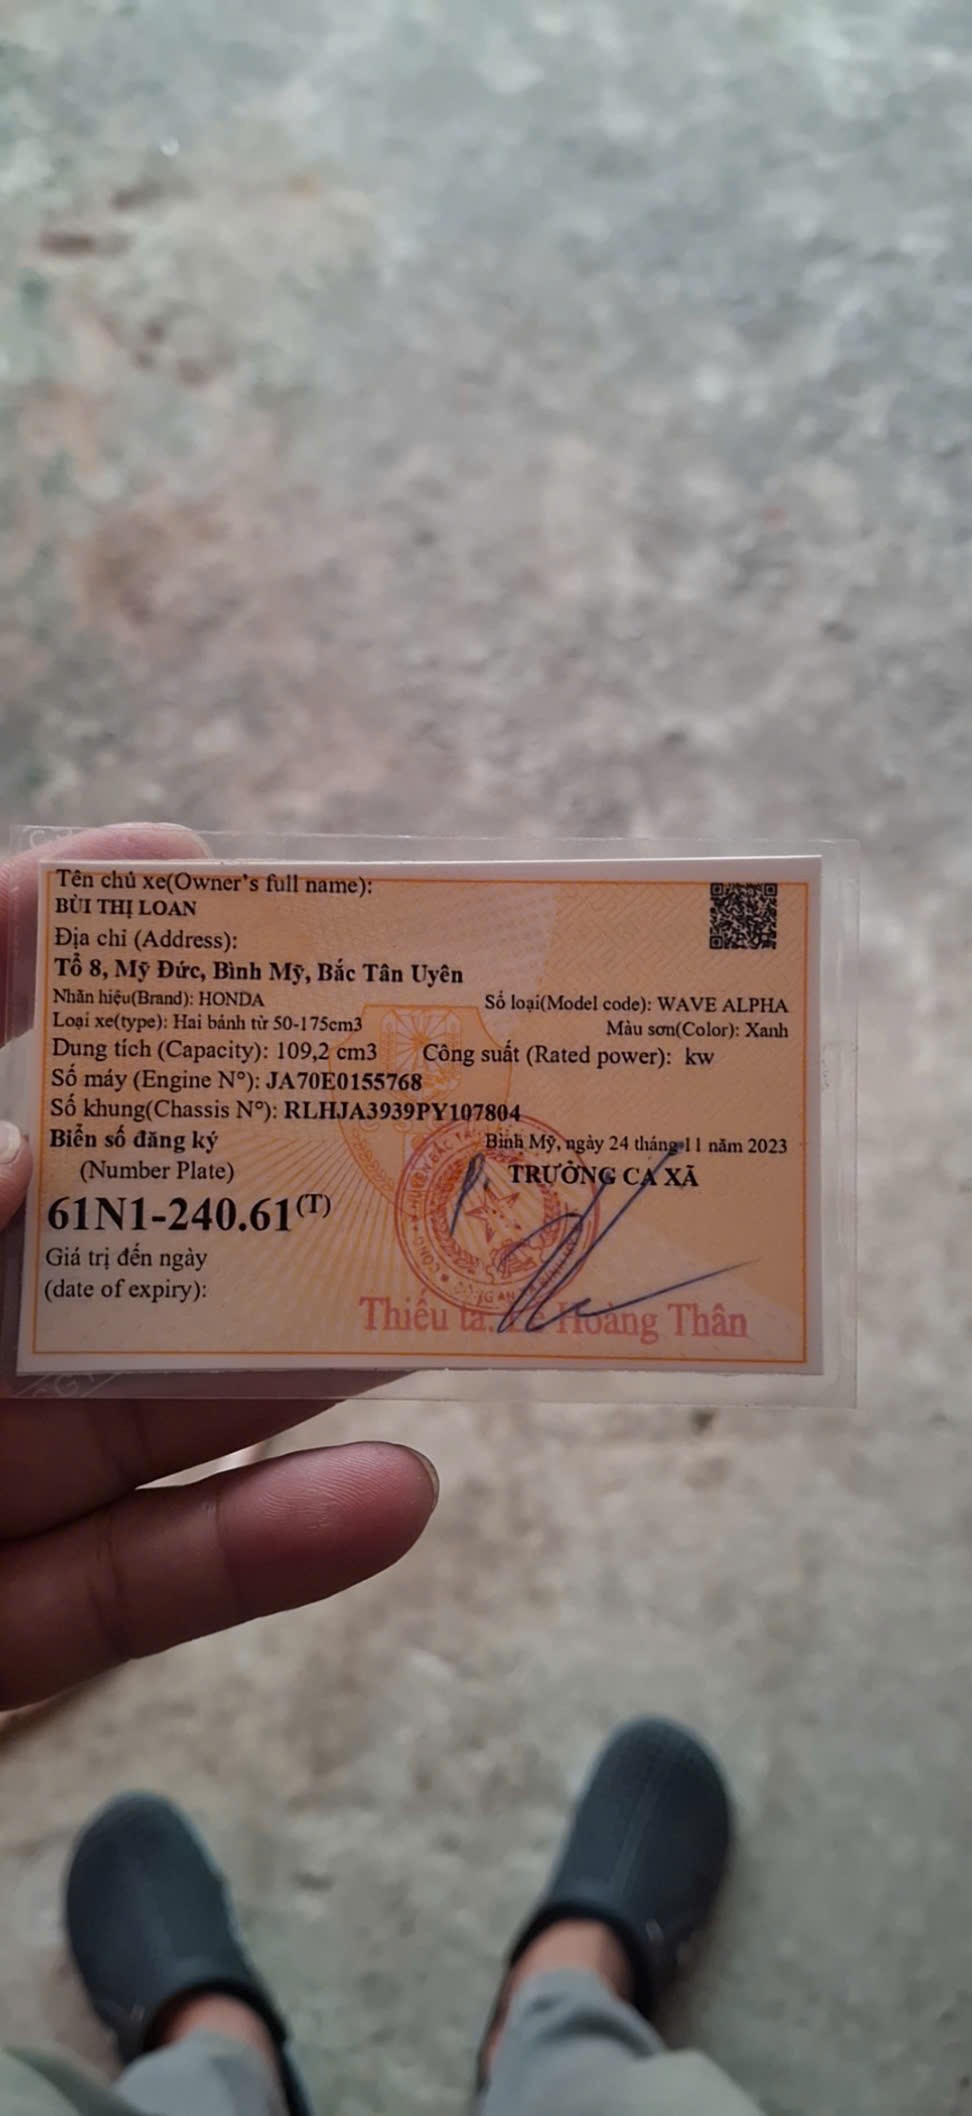 Tên chủ xe(Owner's full name):
BÙI THỊ LOAN
Địa chỉ (Address):
Tổ 8, Mỹ Đức, Bình Mỹ, Bắc Tân Uyên
Nhãn hiệu(Brand): HONDA Số loại(Model code): WAVE ALPHA
Loại xe(type): Hai bánh từ 50-175cm3 Màu sơn(Color): Xanh
Dung tích (Capacity): 109,2 cm3 Công suất (Rated power): kw
Số máy (Engine N°): JA70E0155768
Số khung(Chassis N°): RLHJA3939PY107804
Biển số đăng ký
(Number Plate)
61N1-240.61(T)
Giá trị đến ngày
(date of expiry):
Bình Mỹ, ngày 24 tháng 11 năm 2023
TRƯỞNG CA XÃ
Thiếu tá: Hoàng Thân